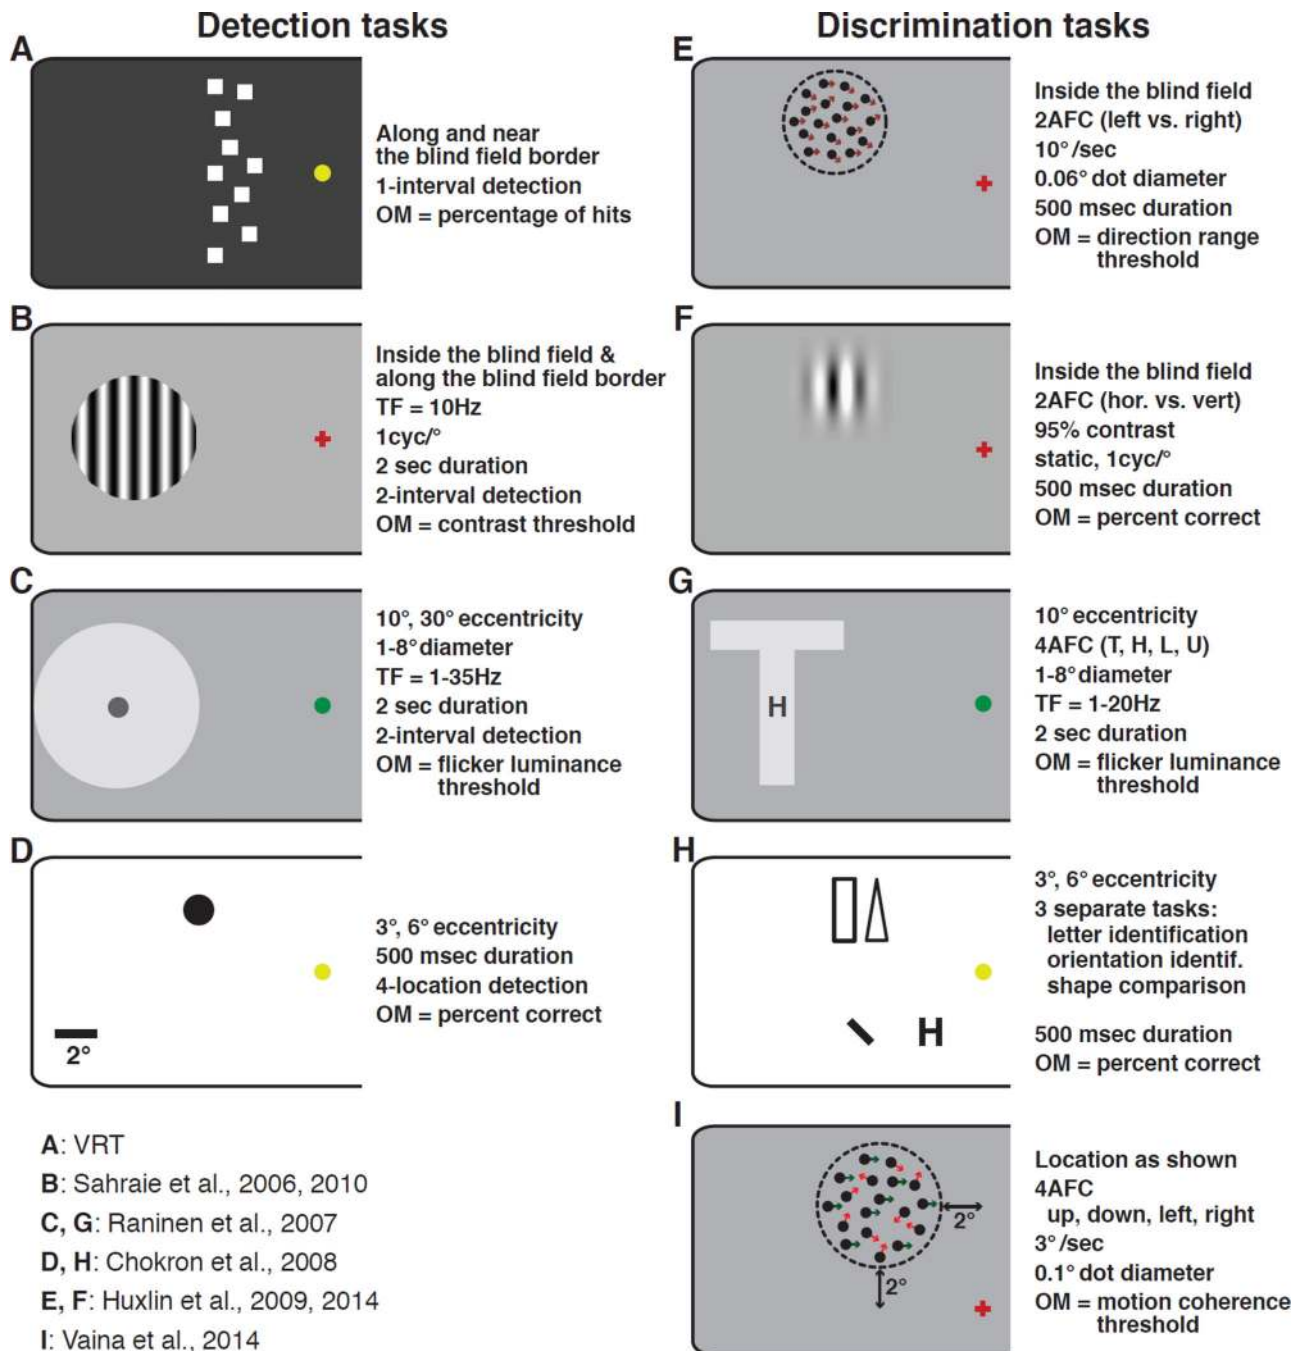 Detection tasks
A
Along and near
the blind field border
1-interval detection
OM = percentage of hits
B
Inside the blind field &
along the blind field border
TF = 10Hz
1cyc/°
2 sec duration
2-interval detection
OM = contrast threshold
C
10°, 30° eccentricity
1-8° diameter
TF = 1-35Hz
2 sec duration
2-interval detection
OM = flicker luminance
threshold
D
2°
3°, 6° eccentricity
500 msec duration
4-location detection
OM = percent correct
A: VRT
B: Sahraie et al., 2006, 2010
C, G: Raninen et al., 2007
D, H: Chokron et al., 2008
E, F: Huxlin et al., 2009, 2014
I: Vaina et al., 2014
Discrimination tasks
E
Inside the blind field
2AFC (left vs. right)
10°/sec
0.06° dot diameter
500 msec duration
OM = direction range
threshold
F
Inside the blind field
2AFC (hor. vs. vert)
95% contrast
static, 1cyc/°
500 msec duration
OM = percent correct
G
T
H
10° eccentricity
4AFC (T, H, L, U)
1-8° diameter
TF = 1-20Hz
2 sec duration
OM = flicker luminance
threshold
H
H
3°, 6° eccentricity
3 separate tasks:
letter identification
orientation identif.
shape comparison
500 msec duration
OM = percent correct
I
2°
2°
Location as shown
4AFC
up, down, left, right
3°/sec
0.1° dot diameter
OM = motion coherence
threshold